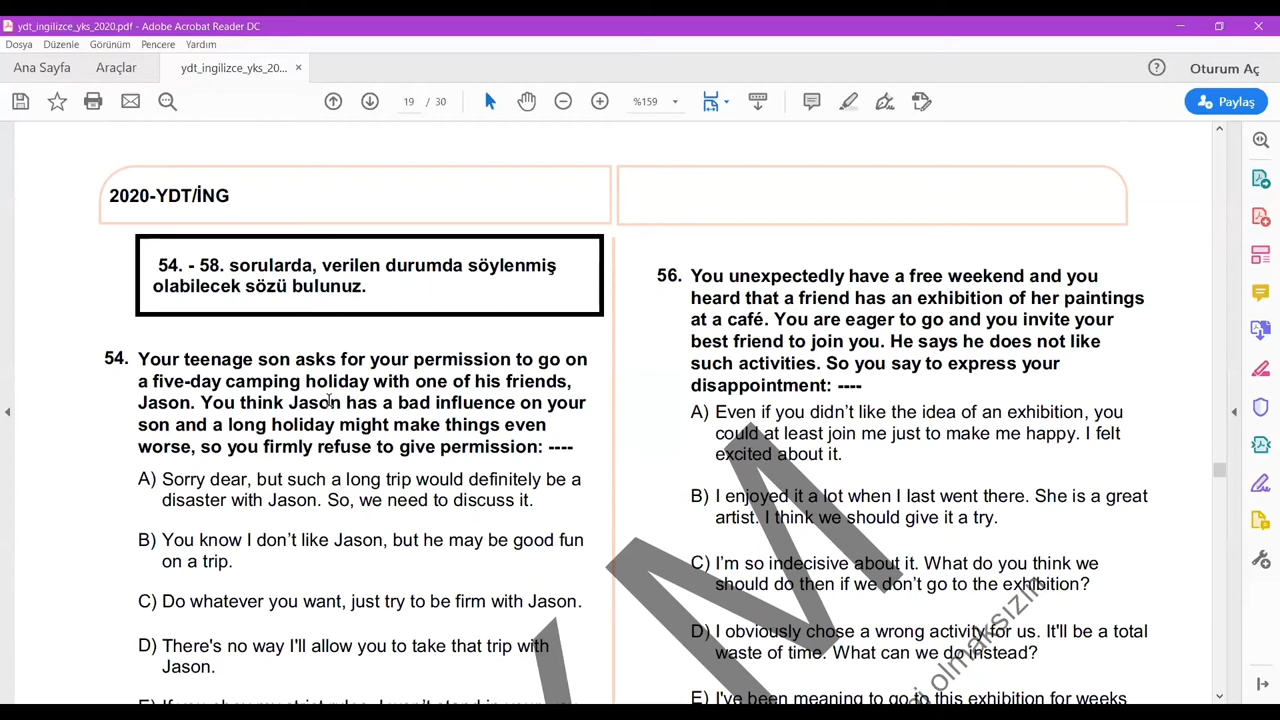 ydt_ingilizce_yks_2020.pdf - Adobe Acrobat Reader DC
Dosya Düzenle Görünüm Pencere Yardım
Ana Sayfa Araçlar ydt_ingilizce_yks_20... ×
Oturum Aç
19 / 30
%159
Paylaş
2020-YDT/İNG
54. - 58. sorularda, verilen durumda söylenmiş
olabilecek sözü bulunuz.
54. Your teenage son asks for your permission to go on
a five-day camping holiday with one of his friends,
Jason. You think Jason has a bad influence on your
son and a long holiday might make things even
worse, so you firmly refuse to give permission: ----
A) Sorry dear, but such a long trip would definitely be a
disaster with Jason. So, we need to discuss it.
B) You know I don't like Jason, but he may be good fun
on a trip.
C) Do whatever you want, just try to be firm with Jason.
D) There's no way I'll allow you to take that trip with
Jason.
56. You unexpectedly have a free weekend and you
heard that a friend has an exhibition of her paintings
at a café. You are eager to go and you invite your
best friend to join you. He says he does not like
such activities. So you say to express your
disappointment: ----
A) Even if you didn't like the idea of an exhibition, you
could at least join me just to make me happy. I felt
excited about it.
B) I enjoyed it a lot when I last went there. She is a great
artist. I think we should give it a try.
C) I'm so indecisive about it. What do you think we
should do then if we don't go to the exhibition?
D) I obviously chose a wrong activity for us. It'll be a total
waste of time. What can we do instead?
E) I've been meaning to go to this exhibition for weeks
olmaksızın